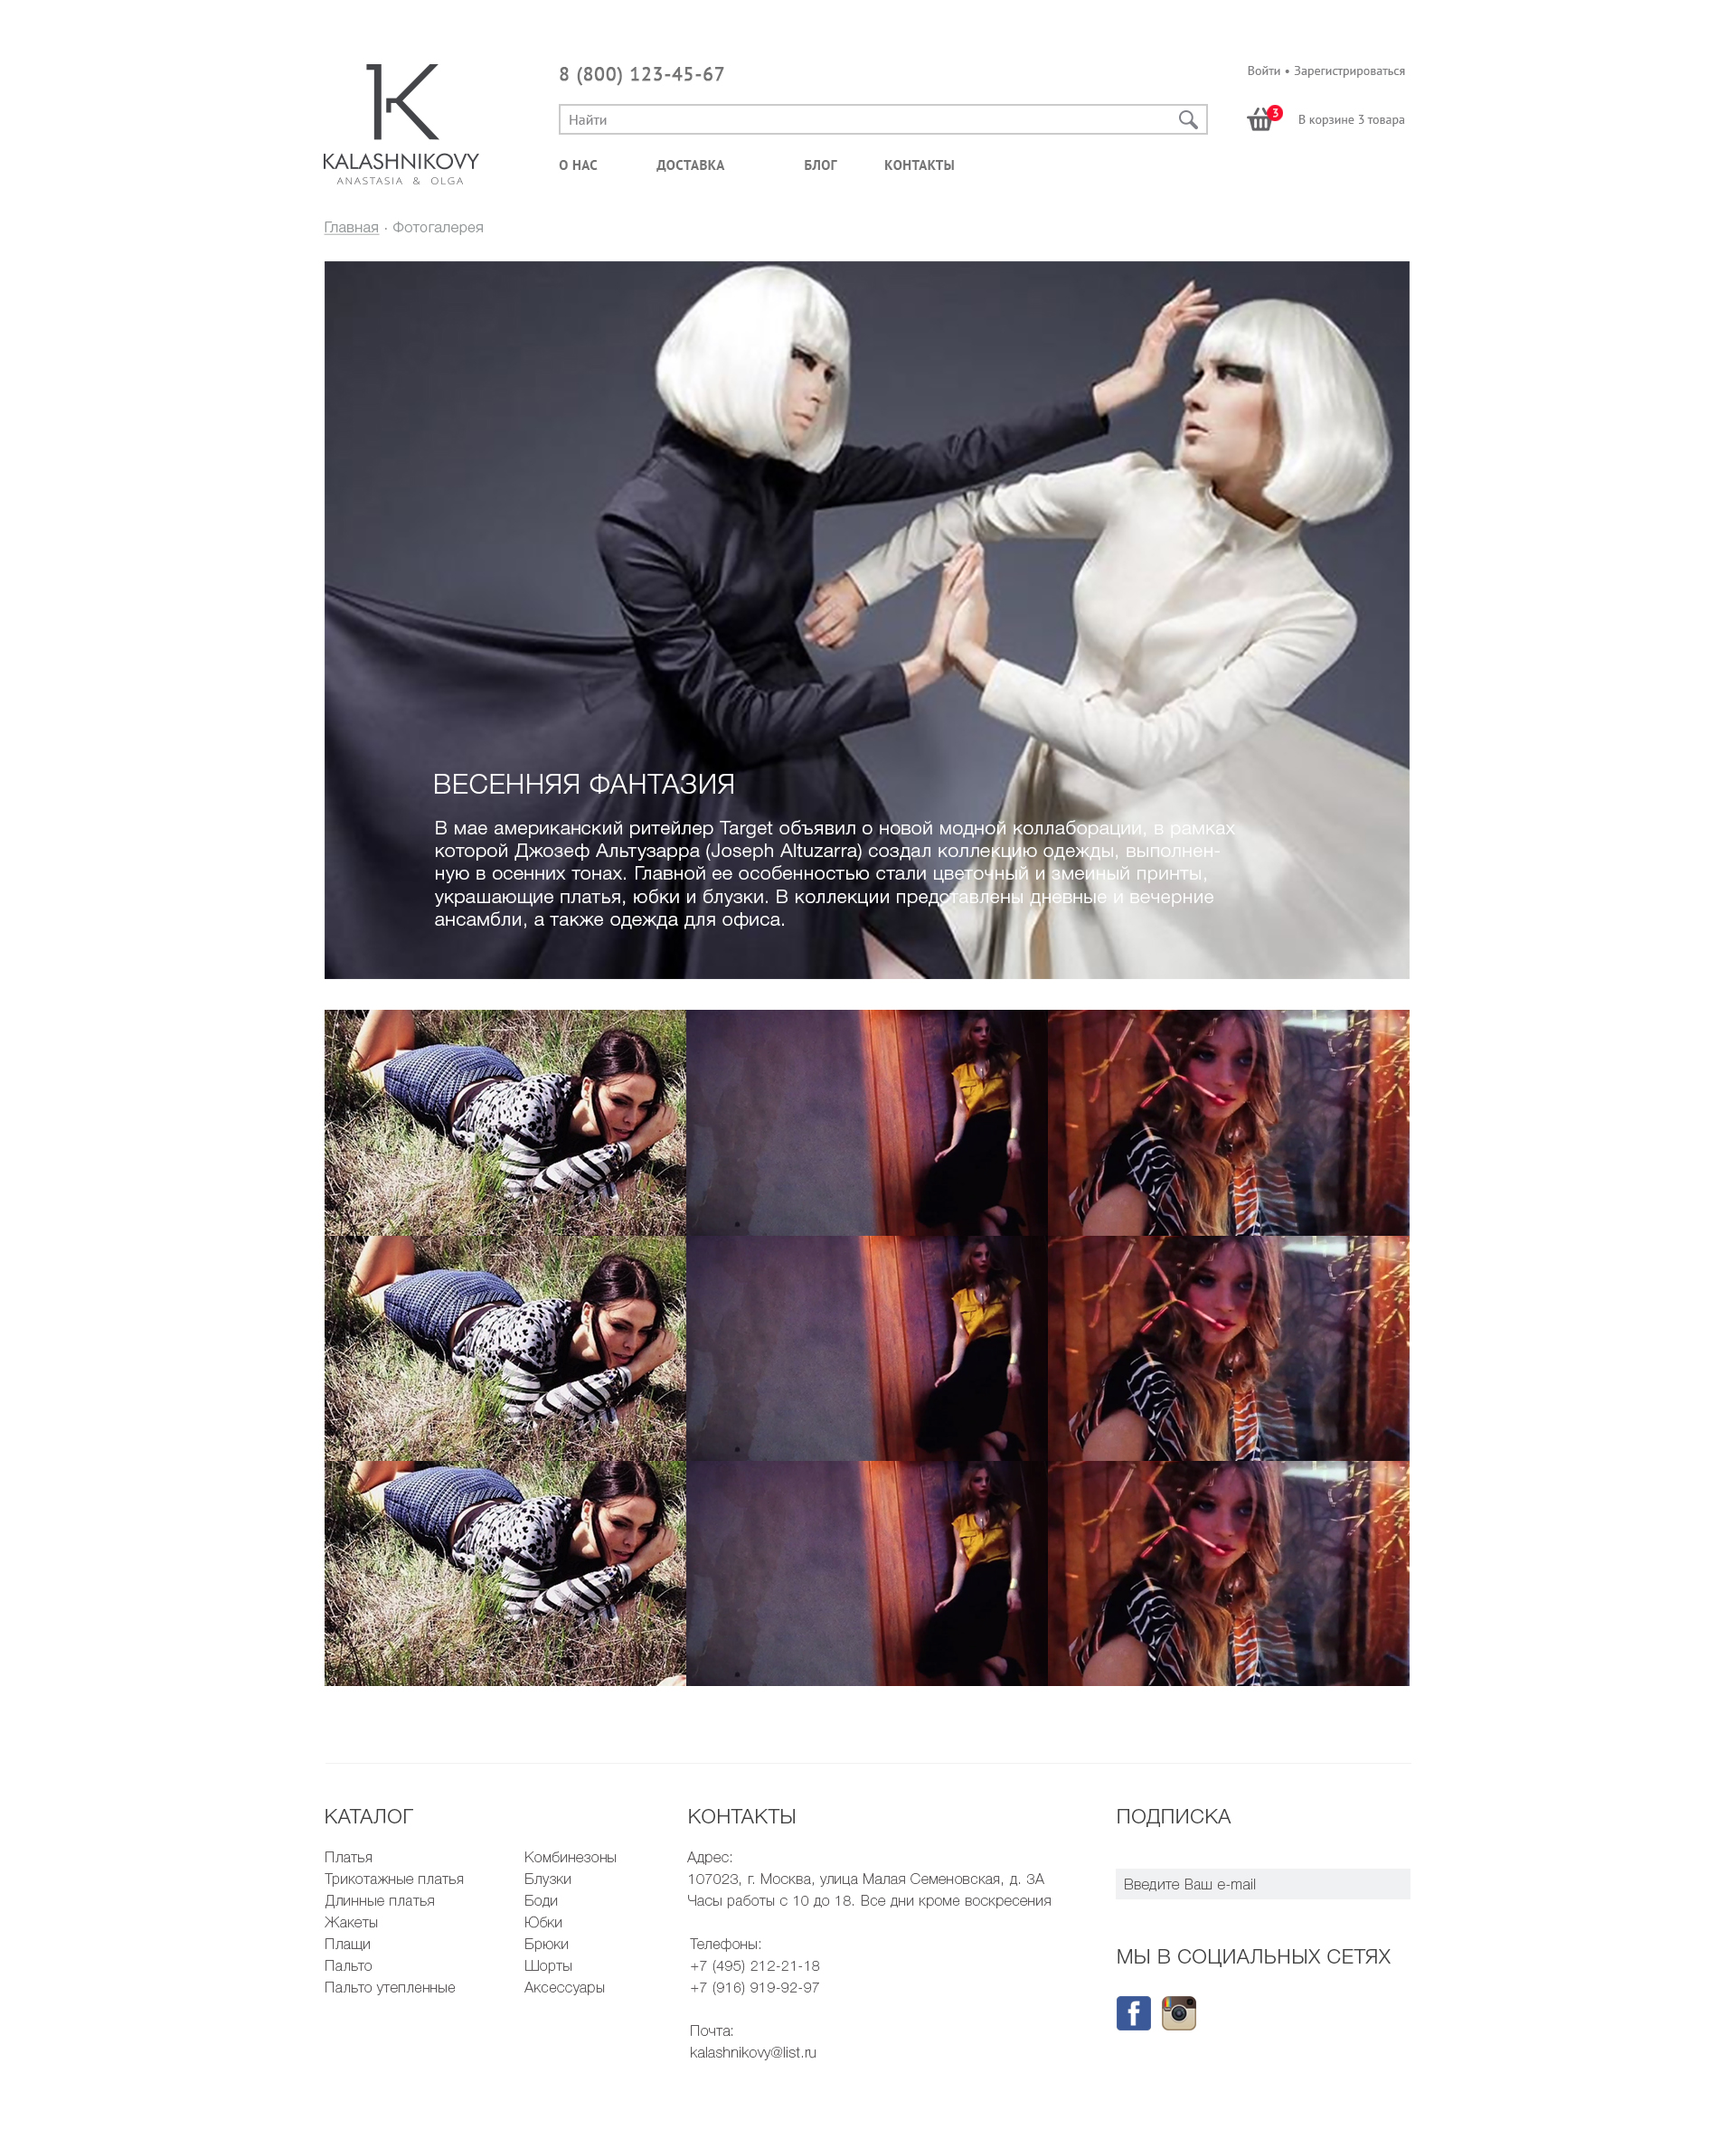 8 (800) 123-45-67
Войти • Зарегистрироваться
Найти
3
В корзине 3 товара
KALASHNIKOVY
ANASTASIA & OLGA
О НАС
ДОСТАВКА
БЛОГ
КОНТАКТЫ
Главная · Фотогалерея
ВЕСЕННЯЯ ФАНТАЗИЯ
В мае американский ритейлер Target объявил о новой модной коллаборации, в рамках
которой Джозеф Альтузарра (Joseph Altuzarra) создал коллекцию одежды, выполнен-
ную в осенних тонах. Главной ее особенностью стали цветочный и змеиный принты,
украшающие платья, юбки и блузки. В коллекции представлены дневные и вечерние
ансамбли, а также одежда для офиса.
КАТАЛОГ
Платья
Трикотажные платья
Длинные платья
Жакеты
Плащи
Пальто
Пальто утепленные
Комбинезоны
Блузки
Боди
Юбки
Брюки
Шорты
Аксессуары
КОНТАКТЫ
Адрес:
107023, г. Москва, улица Малая Семеновская, д. 3А
Часы работы с 10 до 18. Все дни кроме воскресения
Телефоны:
+7 (495) 212-21-18
+7 (916) 919-92-97
Почта:
kalashnikovy@list.ru
ПОДПИСКА
Введите Ваш e-mail
МЫ В СОЦИАЛЬНЫХ СЕТЯХ